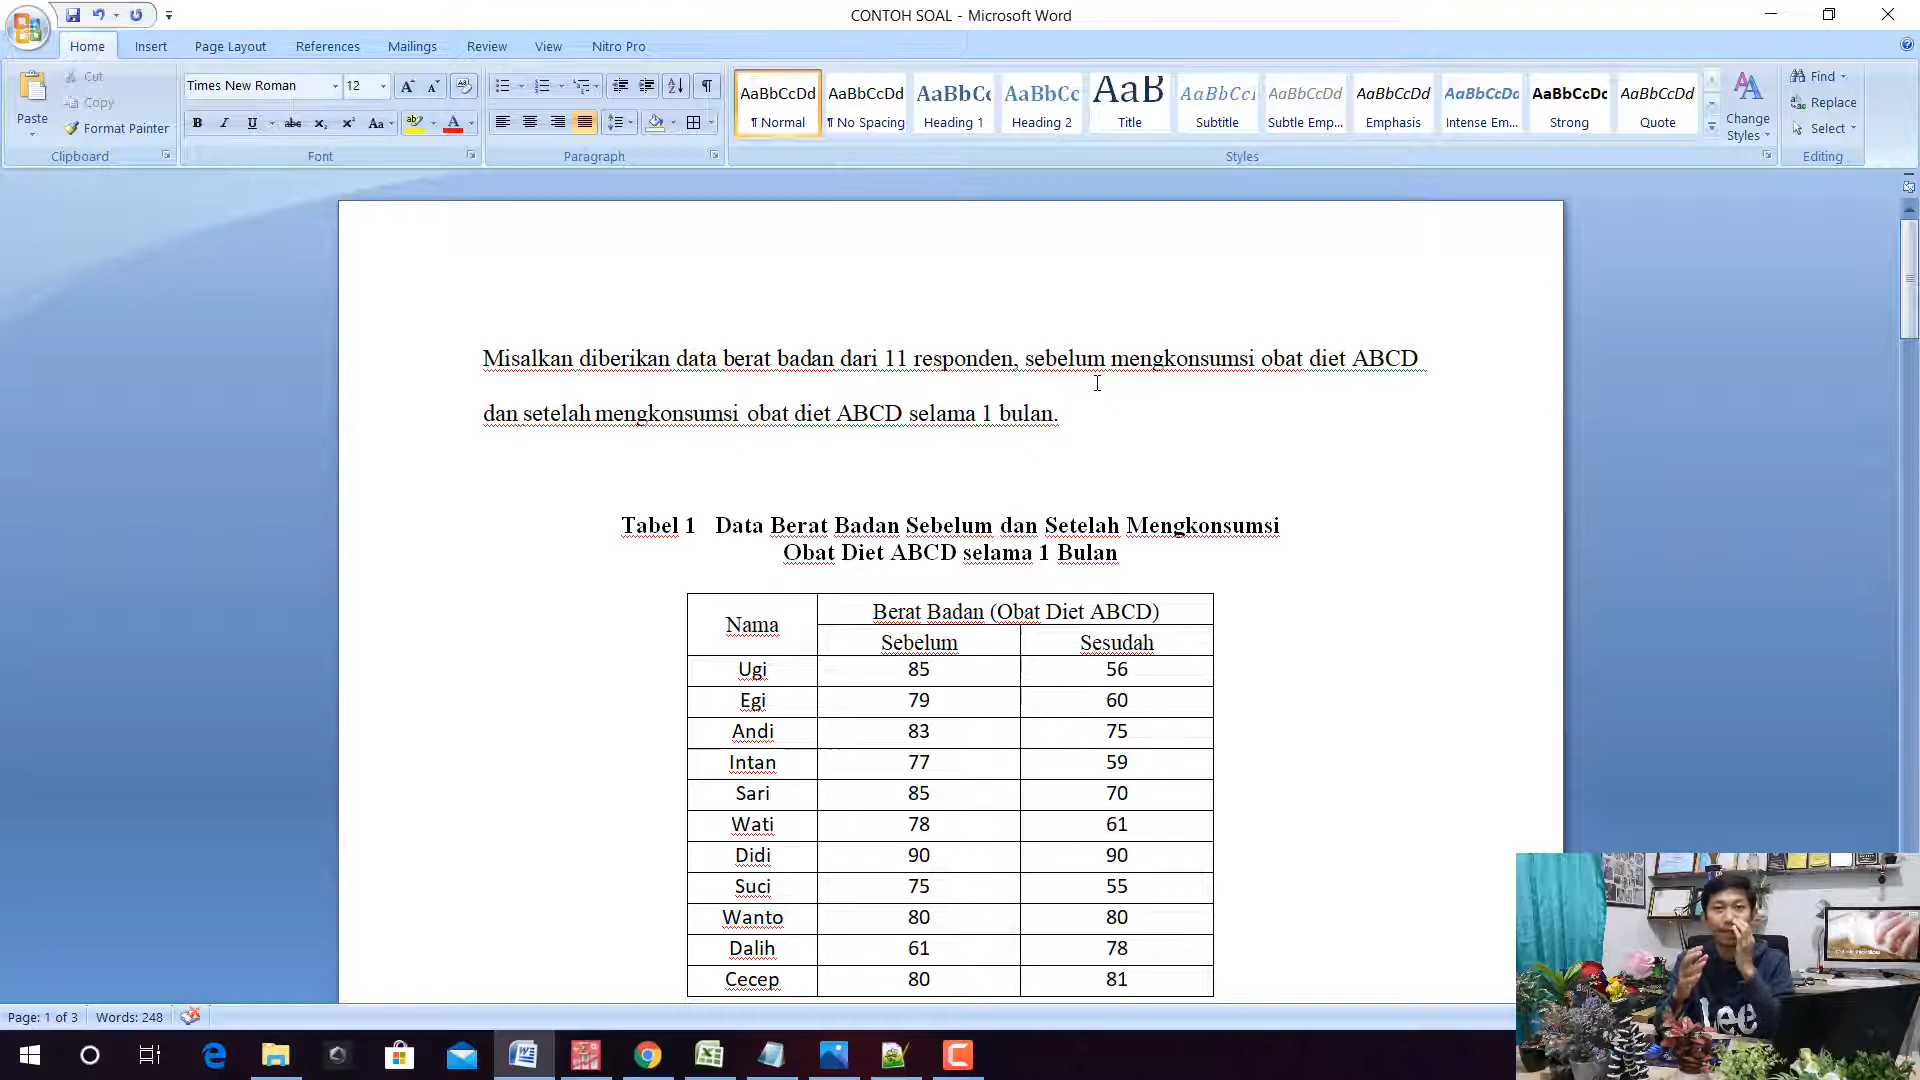 CONTOH SOAL - Microsoft Word
Home Insert Page Layout References Mailings Review View Nitro Pro
Paste
Cut
Copy
Format Painter
Clipboard
Times New Roman 12
Font
Paragraph
AaBbCcDd AaBbCcDd AaBbCc AaBbCc AaB AaBbCcI AaBbCcDd AaBbCcDd AaBbCcDd AaBbCcDd AaBbCcDd
¶ Normal ¶ No Spacing Heading 1 Heading 2 Title Subtitle Subtle Emp... Emphasis Intense Em... Strong Quote
Change
Styles
Styles
Find
Replace
Select
Editing
Misalkan diberikan data berat badan dari 11 responden, sebelum mengkonsumsi obat diet ABCD
dan setelah mengkonsumsi obat diet ABCD selama 1 bulan.
Tabel 1 Data Berat Badan Sebelum dan Setelah Mengkonsumsi
Obat Diet ABCD selama 1 Bulan
Nama Berat Badan (Obat Diet ABCD)
Sebelum Sesudah
Ugi 85 56
Egi 79 60
Andi 83 75
Intan 77 59
Sari 85 70
Wati 78 61
Didi 90 90
Suci 75 55
Wanto 80 80
Dalih 61 78
Cecep 80 81
Lee
Page: 1 of 3 Words: 248